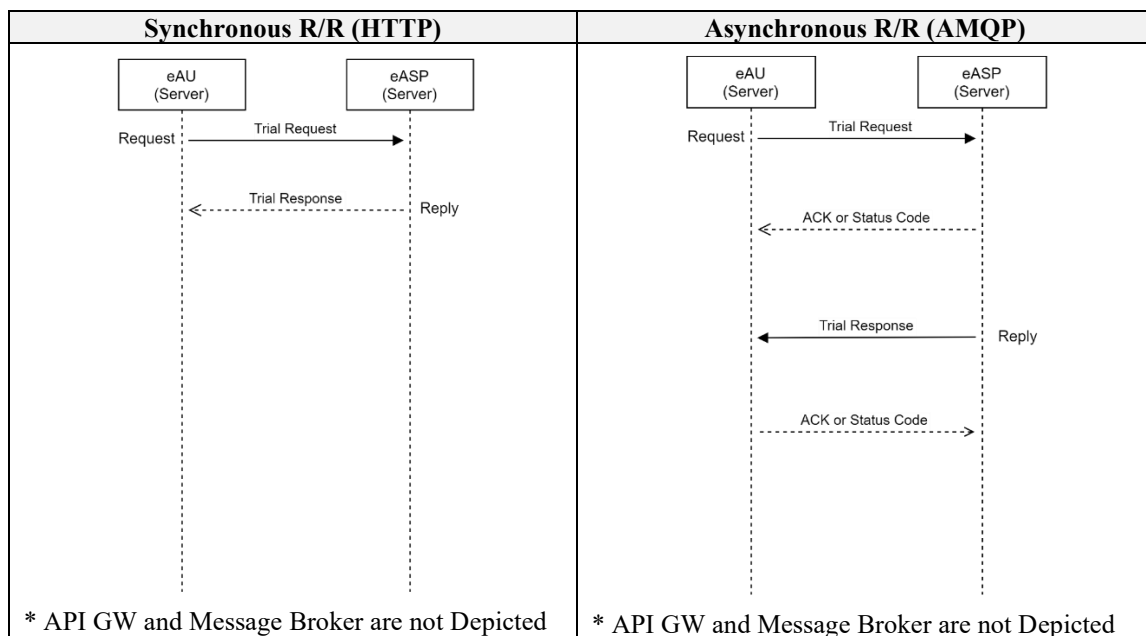 Synchronous R/R (HTTP)
eAU
(Server)
eASP
(Server)
Request
Trial Request
Trial Response
Reply
* API GW and Message Broker are not Depicted
Asynchronous R/R (AMQP)
eAU
(Server)
eASP
(Server)
Request
Trial Request
ACK or Status Code
Trial Response
Reply
ACK or Status Code
* API GW and Message Broker are not Depicted